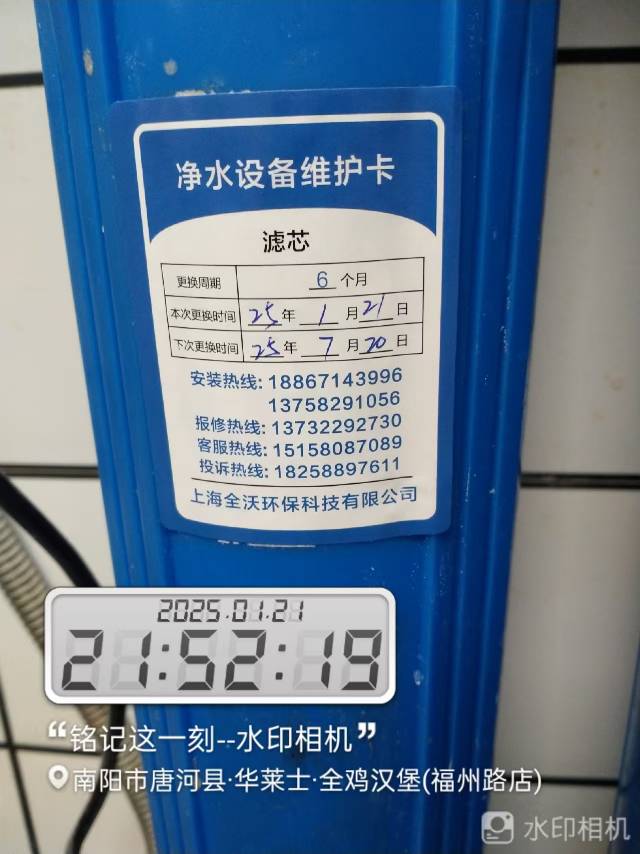 净水设备维护卡
滤芯
更换周期 6 个月
本次更换时间 25 年 1 月 21 日
下次更换时间 25 年 7 月 20 日
安装热线: 18867143996
13758291056
报修热线: 13732292730
客服热线: 15158087089
投诉热线: 18258897611
上海全沃环保科技有限公司
2025.01.21
21:52:19
“铭记这一刻--水印相机”
南阳市唐河县·华莱士·全鸡汉堡(福州路店)
水印相机